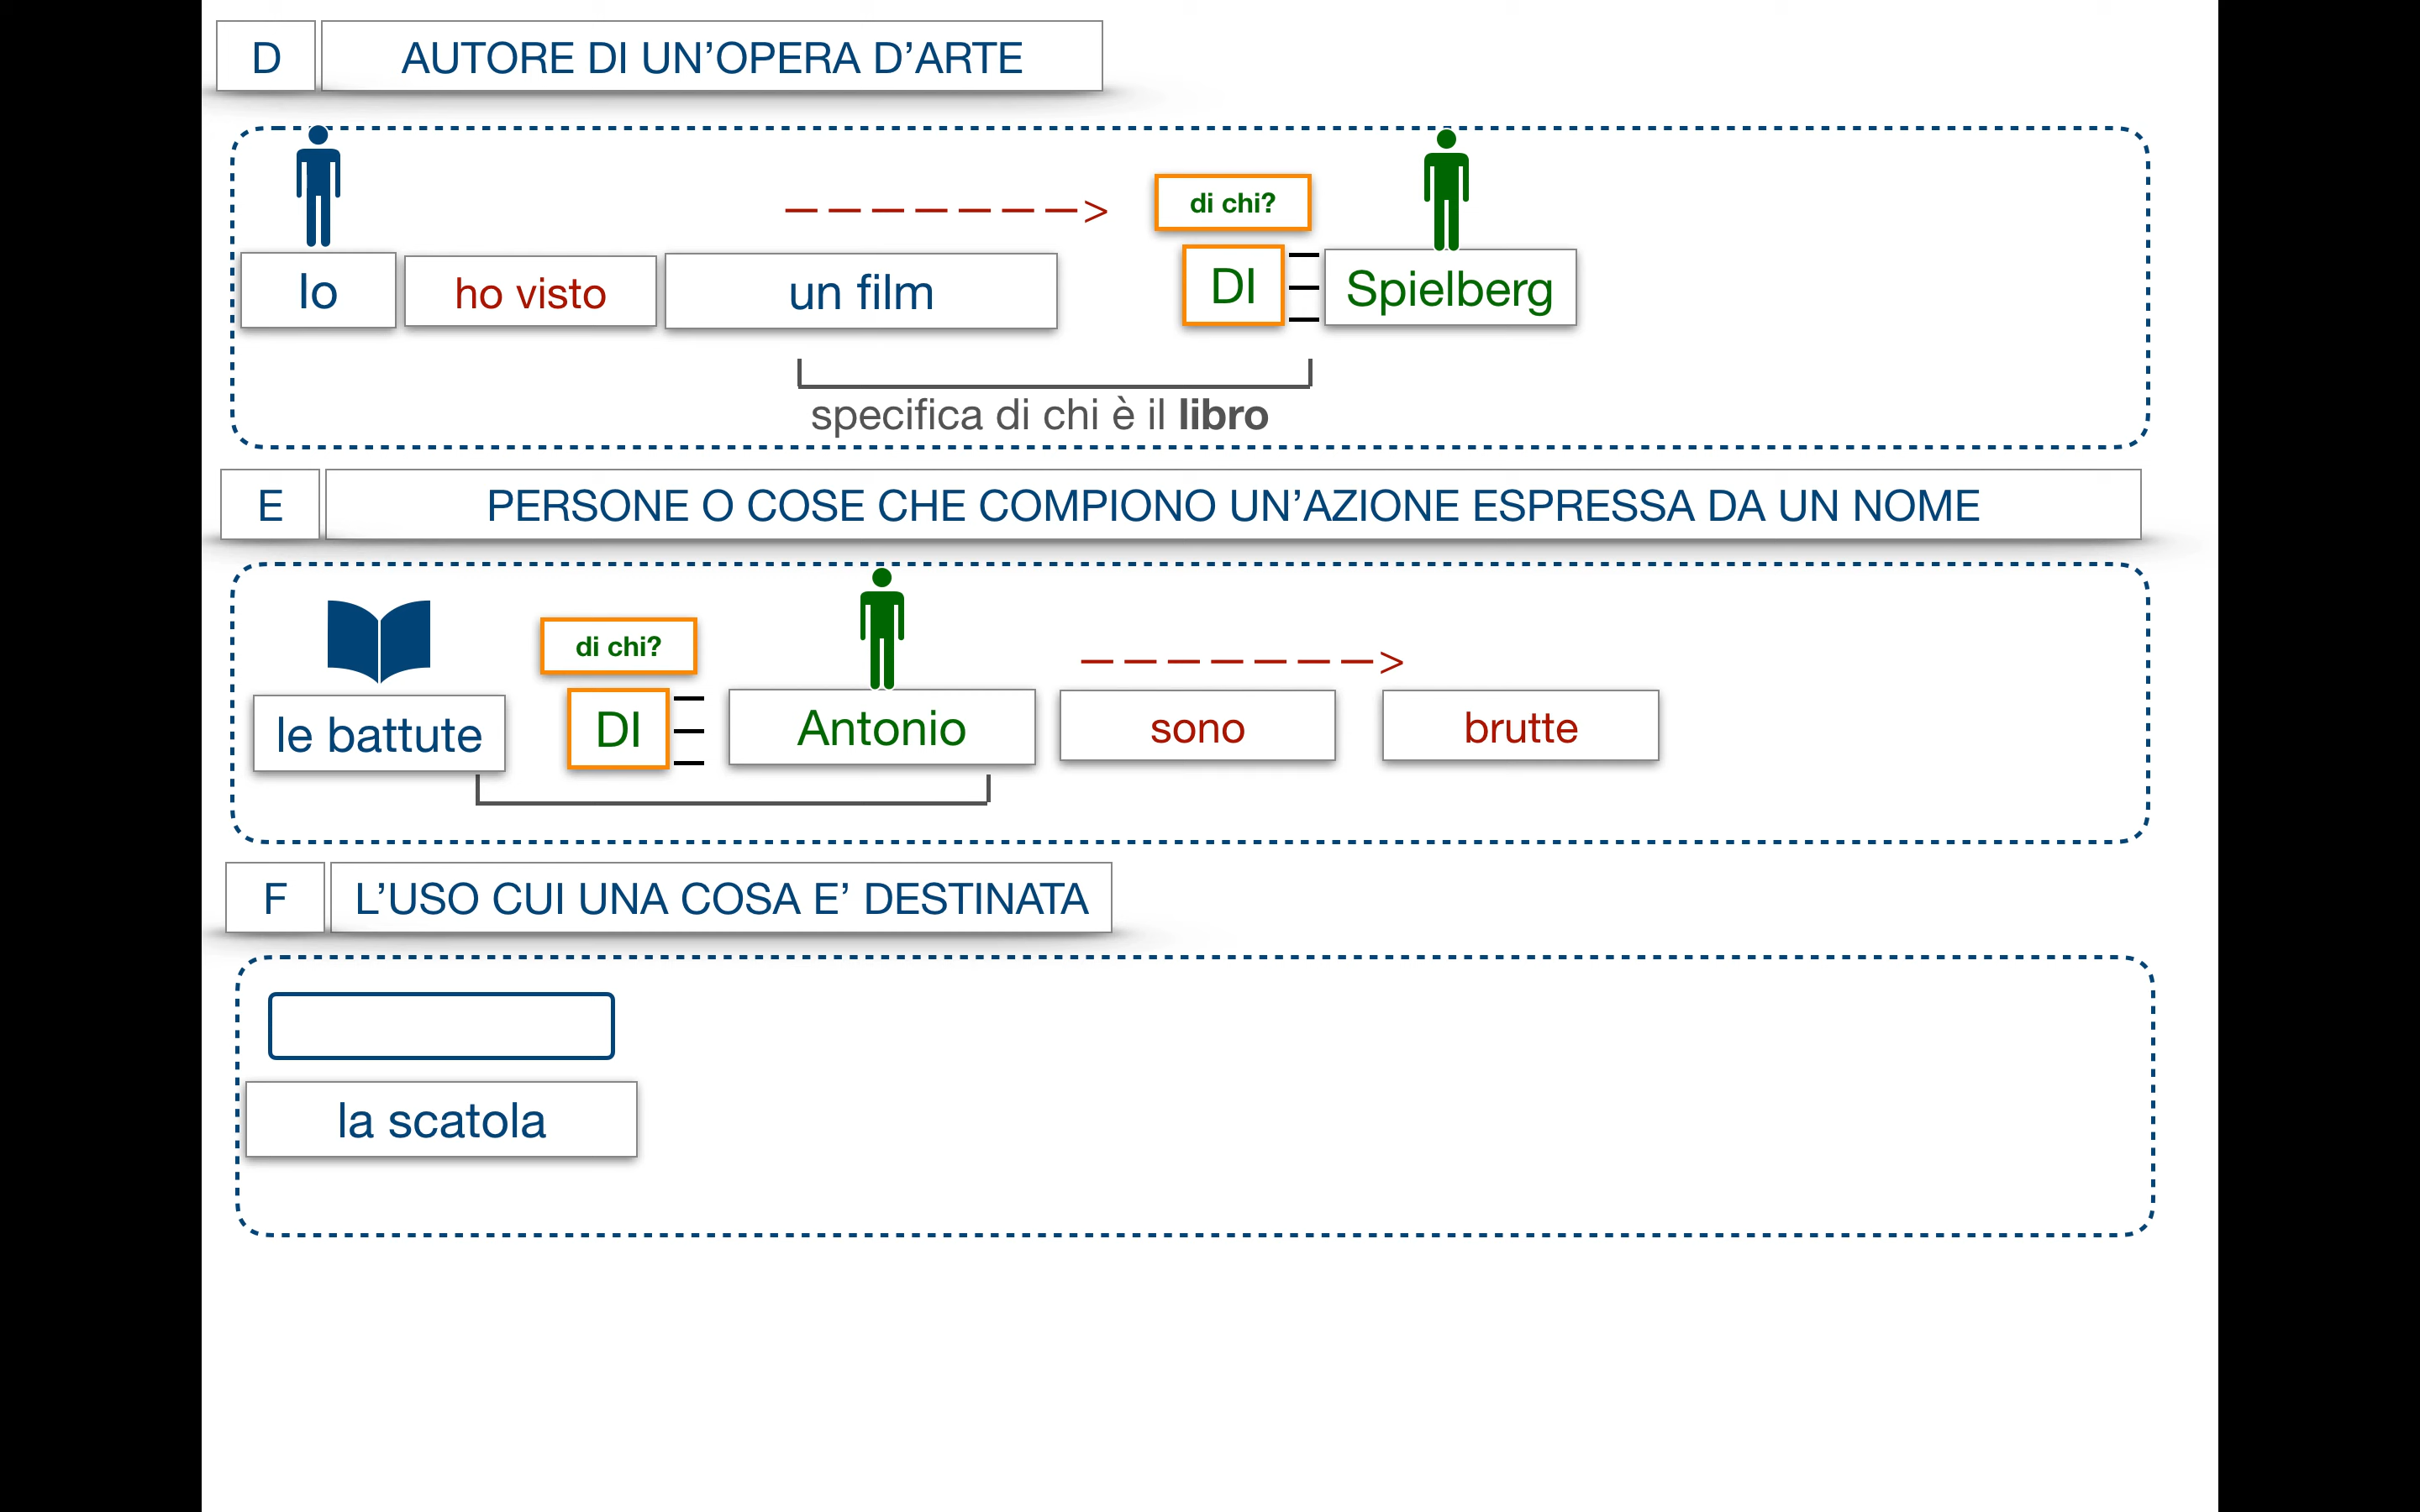 D AUTORE DI UN’OPERA D’ARTE
di chi?
Io ho visto un film DI Spielberg
specifica di chi è il libro
E PERSONE O COSE CHE COMPIONO UN’AZIONE ESPRESSA DA UN NOME
di chi?
le battute DI Antonio sono brutte
F L’USO CUI UNA COSA E’ DESTINATA
la scatola